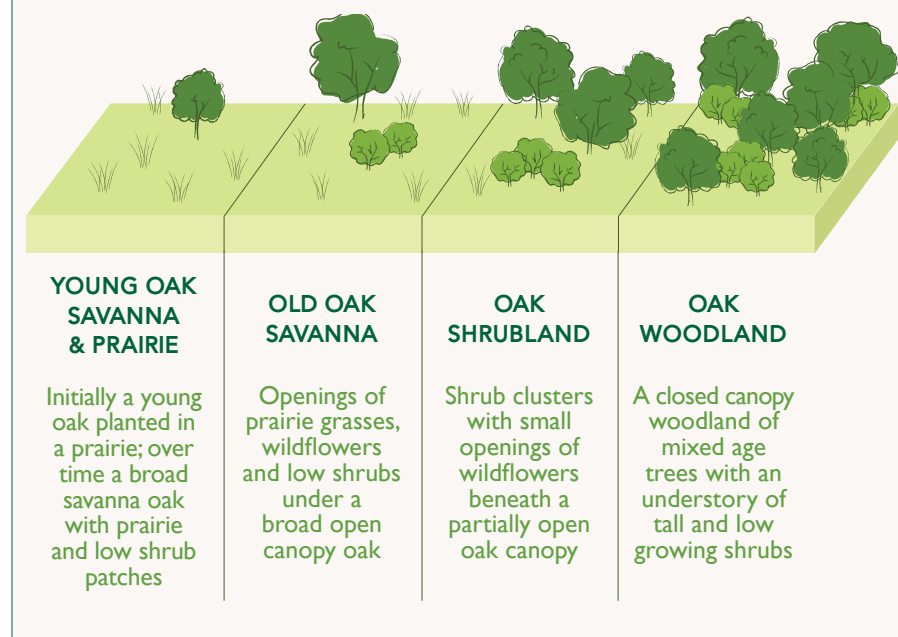 YOUNG OAK
SAVANNA
& PRAIRIE
Initially a young
oak planted in
a prairie; over
time a broad
savanna oak
with prairie
and low shrub
patches
OLD OAK
SAVANNA
Openings of
prairie grasses,
wildflowers
and low shrubs
under a
broad open
canopy oak
OAK
SHRUBLAND
Shrub clusters
with small
openings of
wildflowers
beneath a
partially open
oak canopy
OAK
WOODLAND
A closed canopy
woodland of
mixed age
trees with an
understory of
tall and low
growing shrubs